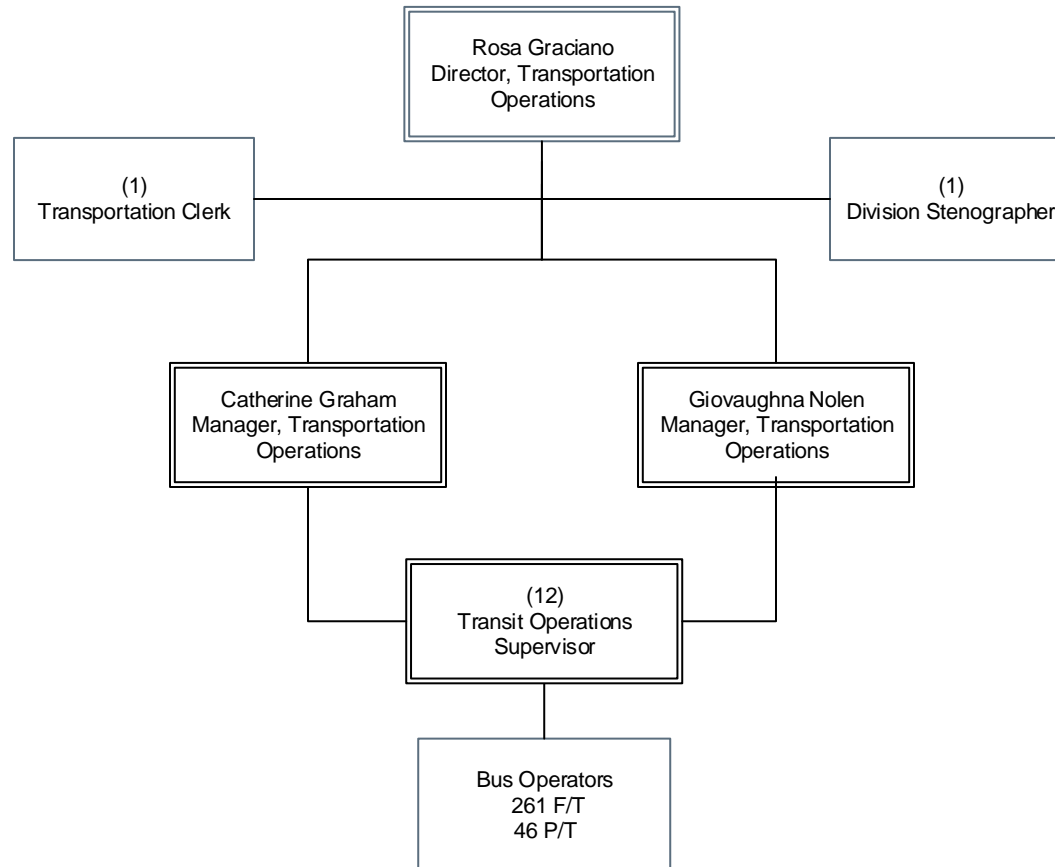 Rosa Graciano
Director, Transportation
Operations
(1)
Transportation Clerk
(1)
Division Stenographer
Catherine Graham
Manager, Transportation
Operations
Giovaughna Nolen
Manager, Transportation
Operations
(12)
Transit Operations
Supervisor
Bus Operators
261 F/T
46 P/T